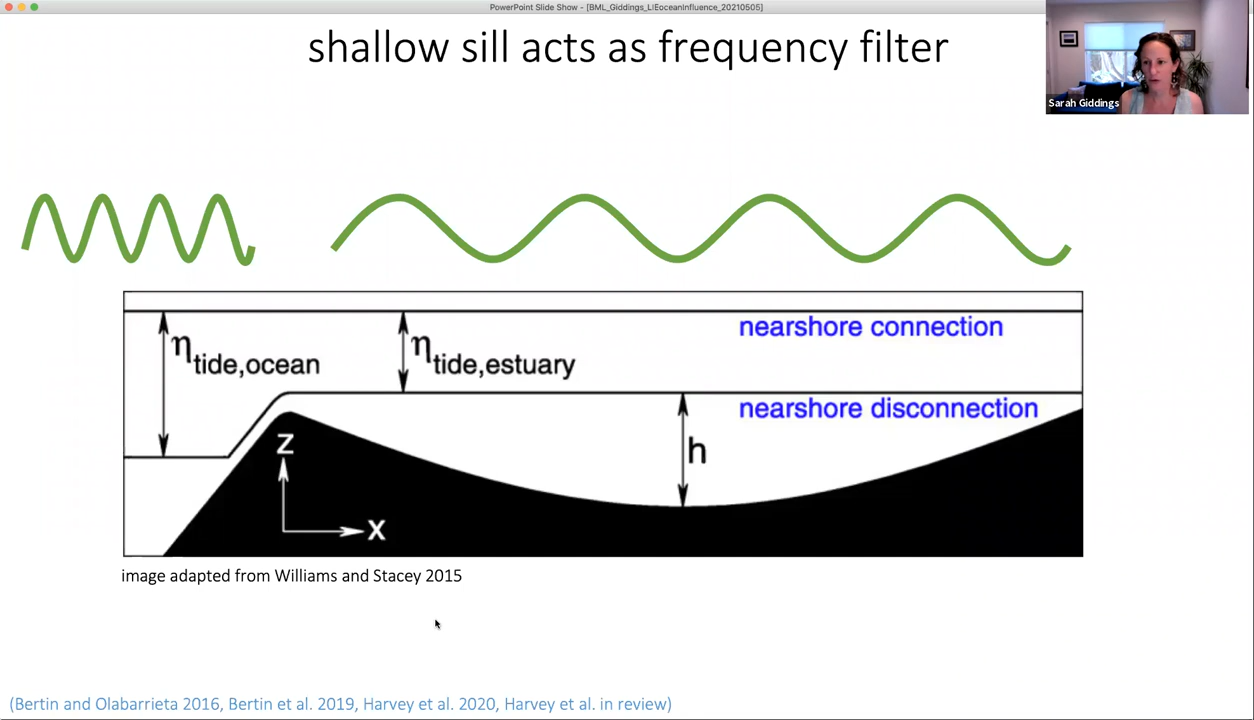 PowerPoint Slide Show - [BML_Giddings_LIEoceanInfluence_20210505]
shallow sill acts as frequency filter
Sarah Giddings
ηtide,ocean
ηtide,estuary
nearshore connection
nearshore disconnection
h
z
x
image adapted from Williams and Stacey 2015
(Bertin and Olabarrieta 2016, Bertin et al. 2019, Harvey et al. 2020, Harvey et al. in review)